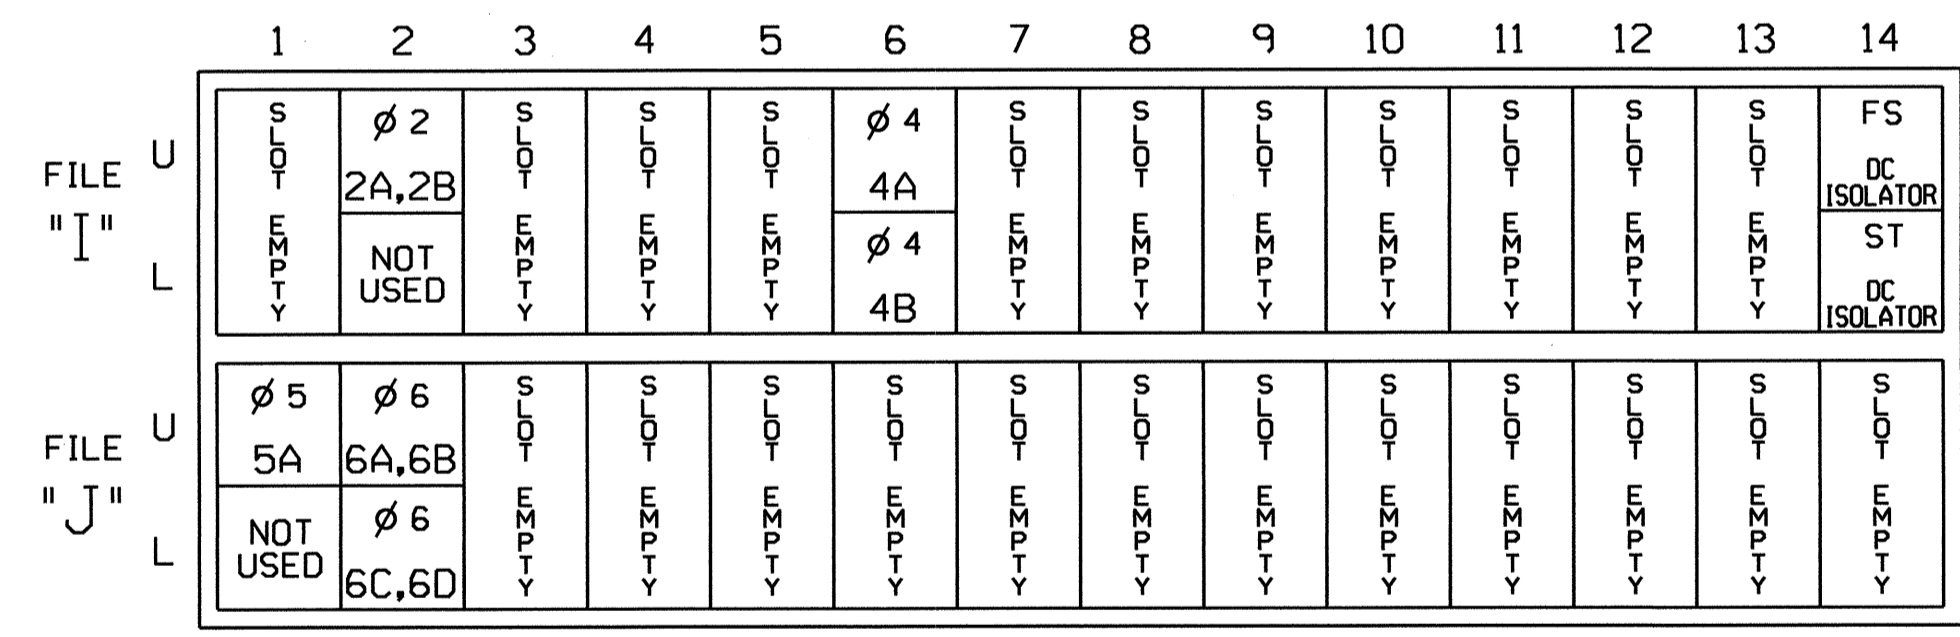 1 2 3 4 5 6 7 8 9 10 11 12 13 14
FILE "I"
U
L
SLOT EMPTY
Ø 2
2A,2B
NOT USED
SLOT EMPTY
SLOT EMPTY
SLOT EMPTY
Ø 4
4A
Ø 4
4B
SLOT EMPTY
SLOT EMPTY
SLOT EMPTY
SLOT EMPTY
SLOT EMPTY
SLOT EMPTY
SLOT EMPTY
FS
DC
ISOLATOR
ST
DC
ISOLATOR
FILE "J"
U
L
Ø 5
5A
NOT USED
Ø 6
6A,6B
Ø 6
6C,6D
SLOT EMPTY
SLOT EMPTY
SLOT EMPTY
SLOT EMPTY
SLOT EMPTY
SLOT EMPTY
SLOT EMPTY
SLOT EMPTY
SLOT EMPTY
SLOT EMPTY
SLOT EMPTY
SLOT EMPTY